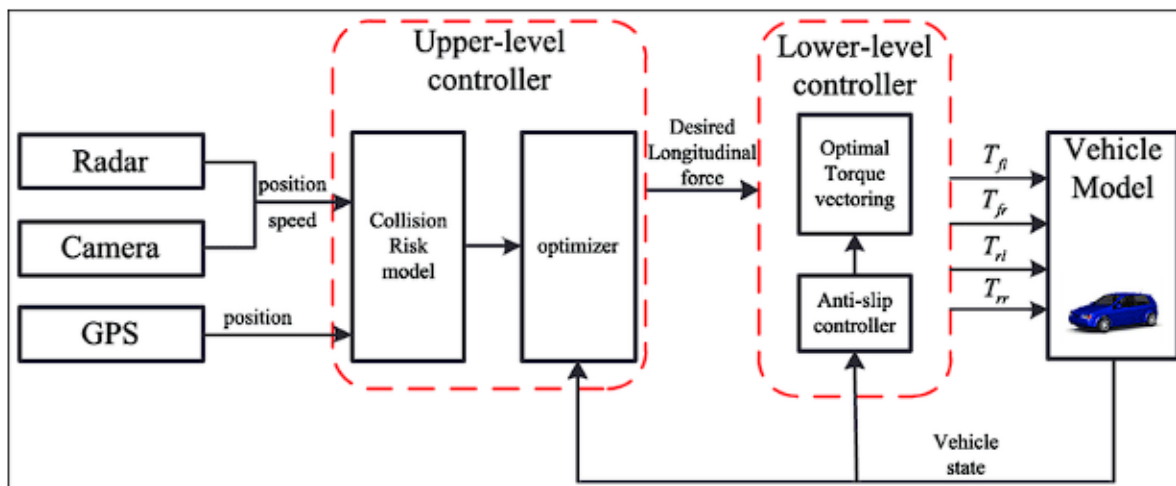 Upper-level
controller
Lower-level
controller
Radar
Camera
GPS
position
speed
position
Collision
Risk
model
optimizer
Desired
Longitudinal
force
Optimal
Torque
vectoring
Anti-slip
controller
T_fl
T_fr
T_rl
T_rr
Vehicle
Model
Vehicle
state